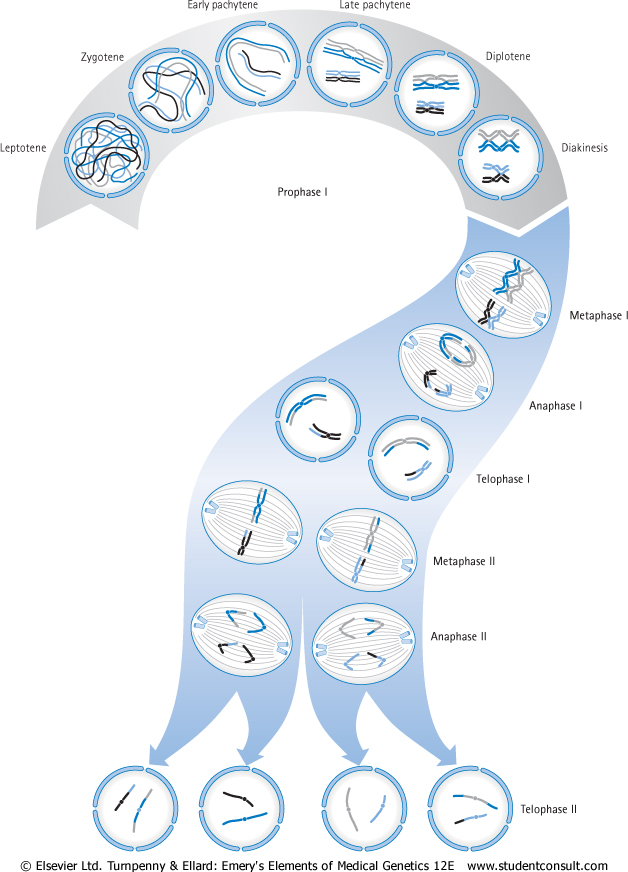 Early pachytene
Late pachytene
Zygotene
Diplotene
Leptotene
Diakinesis
Prophase I
Metaphase I
Anaphase I
Telophase I
Metaphase II
Anaphase II
Telophase II
© Elsevier Ltd. Turnpenny & Ellard: Emery's Elements of Medical Genetics 12E www.studentconsult.com